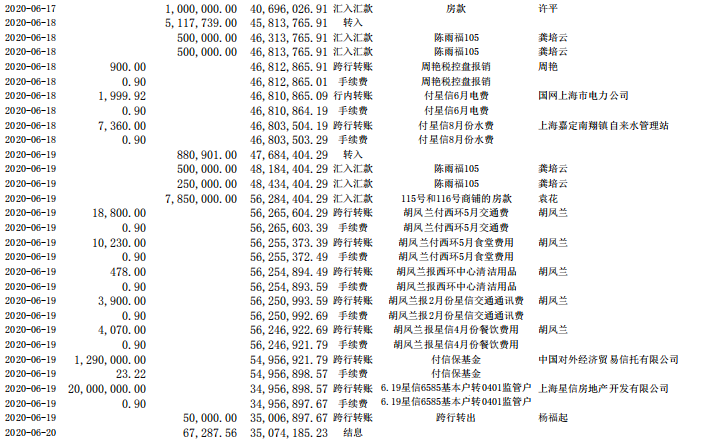 2020-06-17 1,000,000.00 40,696,026.91 汇入汇款 房款 许平
2020-06-18 5,117,739.00 45,813,765.91 转入
2020-06-18 500,000.00 46,313,765.91 汇入汇款 陈雨福105 龚培云
2020-06-18 500,000.00 46,813,765.91 汇入汇款 陈雨福105 龚培云
2020-06-18 900.00 46,812,865.91 跨行转账 周艳税控盘报销 周艳
2020-06-18 0.90 46,812,865.01 手续费 周艳税控盘报销
2020-06-18 1,999.92 46,810,865.09 行内转账 付星信6月电费 国网上海市电力公司
2020-06-18 0.90 46,810,864.19 手续费 付星信6月电费
2020-06-18 7,360.00 46,803,504.19 跨行转账 付星信8月份水费 上海嘉定南翔镇自来水管理站
2020-06-18 0.90 46,803,503.29 手续费 付星信8月份水费
2020-06-19 880,901.00 47,684,404.29 转入
2020-06-19 500,000.00 48,184,404.29 汇入汇款 陈雨福105 龚培云
2020-06-19 250,000.00 48,434,404.29 汇入汇款 陈雨福105 龚培云
2020-06-19 7,850,000.00 56,284,404.29 汇入汇款 115号和116号商铺的房款 袁花
2020-06-19 18,800.00 56,265,604.29 跨行转账 胡凤兰付西环5月交通费 胡凤兰
2020-06-19 0.90 56,265,603.39 手续费 胡凤兰付西环5月交通费
2020-06-19 10,230.00 56,255,373.39 跨行转账 胡凤兰付西环5月食堂费用 胡凤兰
2020-06-19 0.90 56,255,372.49 手续费 胡凤兰付西环5月食堂费用
2020-06-19 478.00 56,254,894.49 跨行转账 胡凤兰报西环中心清洁用品 胡凤兰
2020-06-19 0.90 56,254,893.59 手续费 胡凤兰报西环中心清洁用品
2020-06-19 3,900.00 56,250,993.59 跨行转账 胡凤兰报2月份星信交通通讯费 胡凤兰
2020-06-19 0.90 56,250,992.69 手续费 胡凤兰报2月份星信交通通讯费
2020-06-19 4,070.00 56,246,922.69 跨行转账 胡凤兰报星信4月份餐饮费用 胡凤兰
2020-06-19 0.90 56,246,921.79 手续费 胡凤兰报星信4月份餐饮费用
2020-06-19 1,290,000.00 54,956,921.79 跨行转账 付信保基金 中国对外经济贸易信托有限公司
2020-06-19 23.22 54,956,898.57 手续费 付信保基金
2020-06-19 20,000,000.00 34,956,898.57 跨行转账 6.19星信6585基本户转0401监管户 上海星信房地产开发有限公司
2020-06-19 0.90 34,956,897.67 手续费 6.19星信6585基本户转0401监管户
2020-06-19 50,000.00 35,006,897.67 跨行转账 跨行转出 杨福起
2020-06-20 67,287.56 35,074,185.23 结息